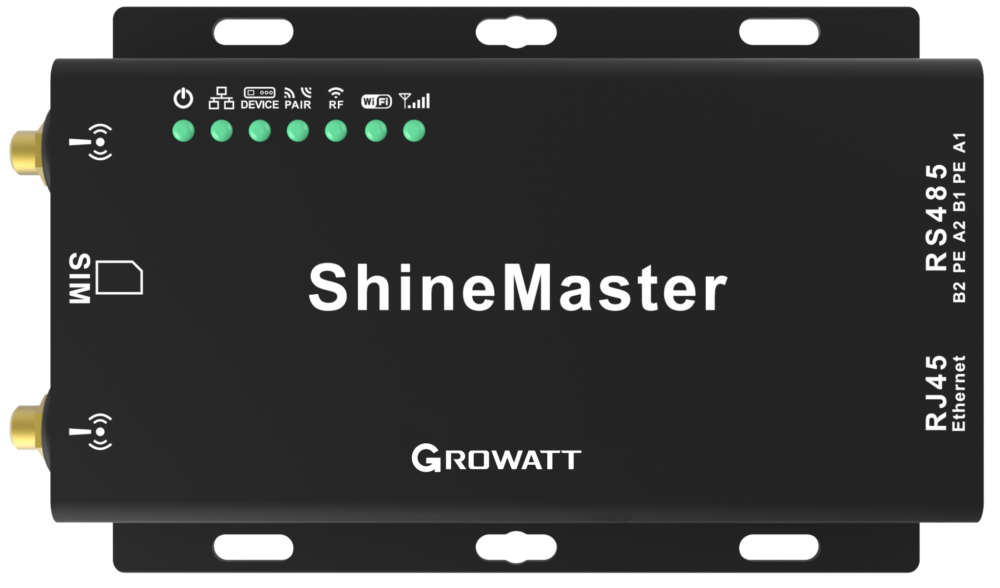 DEVICE PAIR RF WiFi
SIM
ShineMaster
RS485
B2 PE A2 B1 PE A1
RJ45
Ethernet
GROWATT